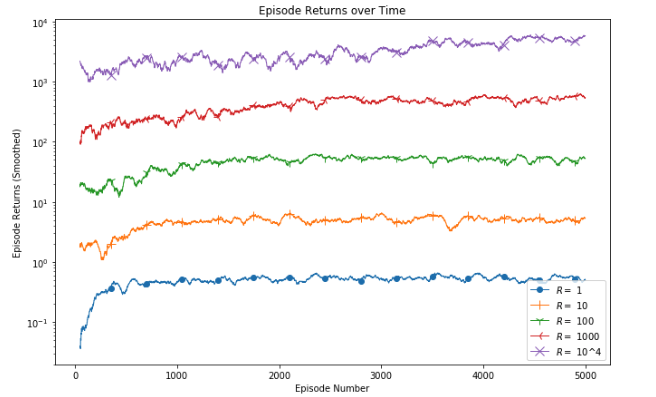 Episode Returns over Time
Episode Returns (Smoothed)
10^4
10^3
10^2
10^1
10^0
10^−1
0 1000 2000 3000 4000 5000
Episode Number
R = 1
R = 10
R = 100
R = 1000
R = 10^4